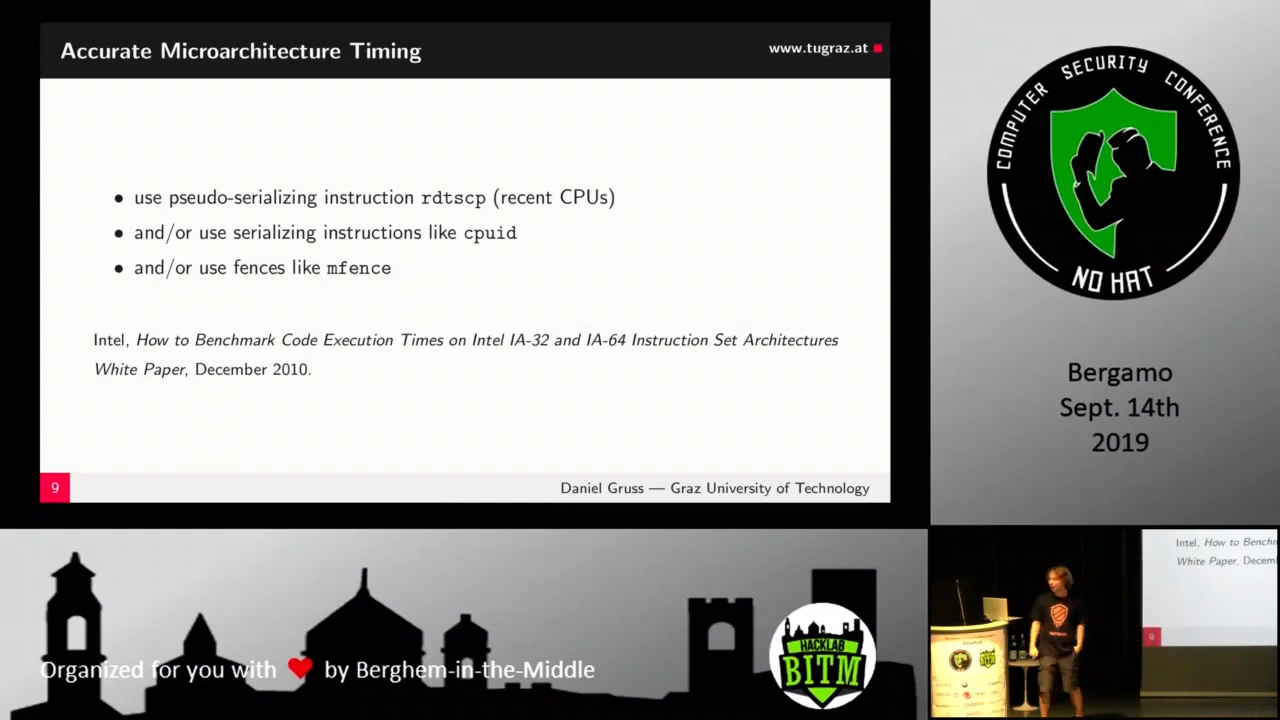 Accurate Microarchitecture Timing
www.tugraz.at
• use pseudo-serializing instruction rdtscp (recent CPUs)
• and/or use serializing instructions like cpuid
• and/or use fences like mfence
Intel, How to Benchmark Code Execution Times on Intel IA-32 and IA-64 Instruction Set Architectures
White Paper, December 2010.
9
Daniel Gruss — Graz University of Technology
COMPUTER SECURITY CONFERENCE
NO HAT
Bergamo
Sept. 14th
2019
Organized for you with ❤ by Berghem-in-the-Middle
HACKLAB
BITM
Intel, How to Bench
White Paper, Decem
9